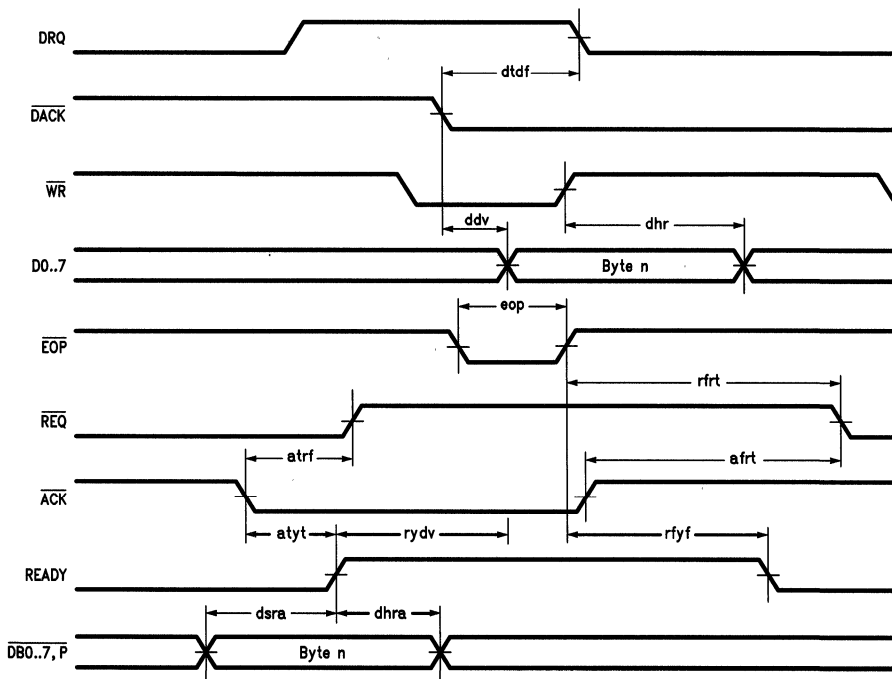 DRQ
dtdf
DACK
WR
ddv
dhr
D0..7
Byte n
eop
EOP
rfrt
REQ
atrf
afrt
ACK
atyt
rydv
rfyf
READY
dsra
dhra
DB0..7, P
Byte n